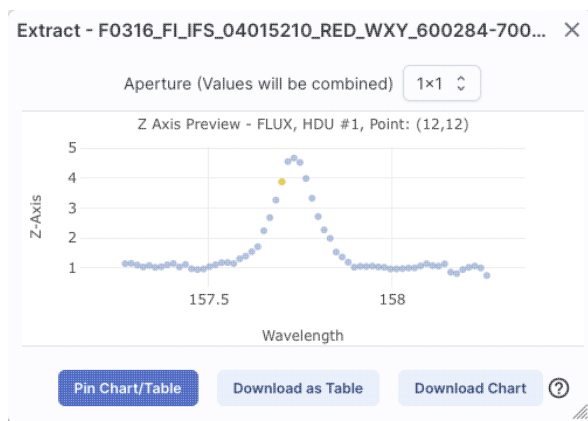 Extract - F0316_FI_IFS_04015210_RED_WXY_600284-700...
Aperture (Values will be combined) 1×1
Z Axis Preview - FLUX, HDU #1, Point: (12,12)
5
4
3
2
1
Z-Axis
157.5 158
Wavelength
Pin Chart/Table Download as Table Download Chart